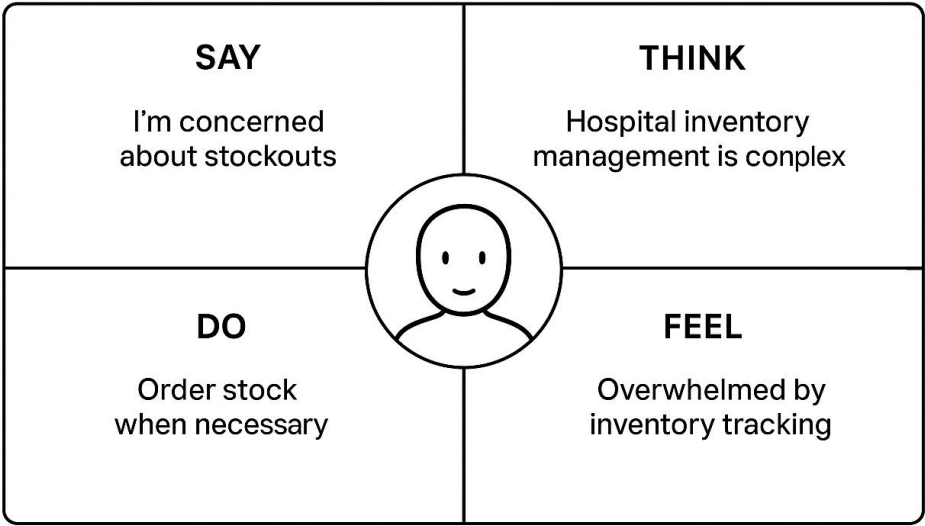 SAY
I'm concerned
about stockouts
THINK
Hospital inventory
management is conplex
DO
Order stock
when necessary
FEEL
Overwhelmed by
inventory tracking